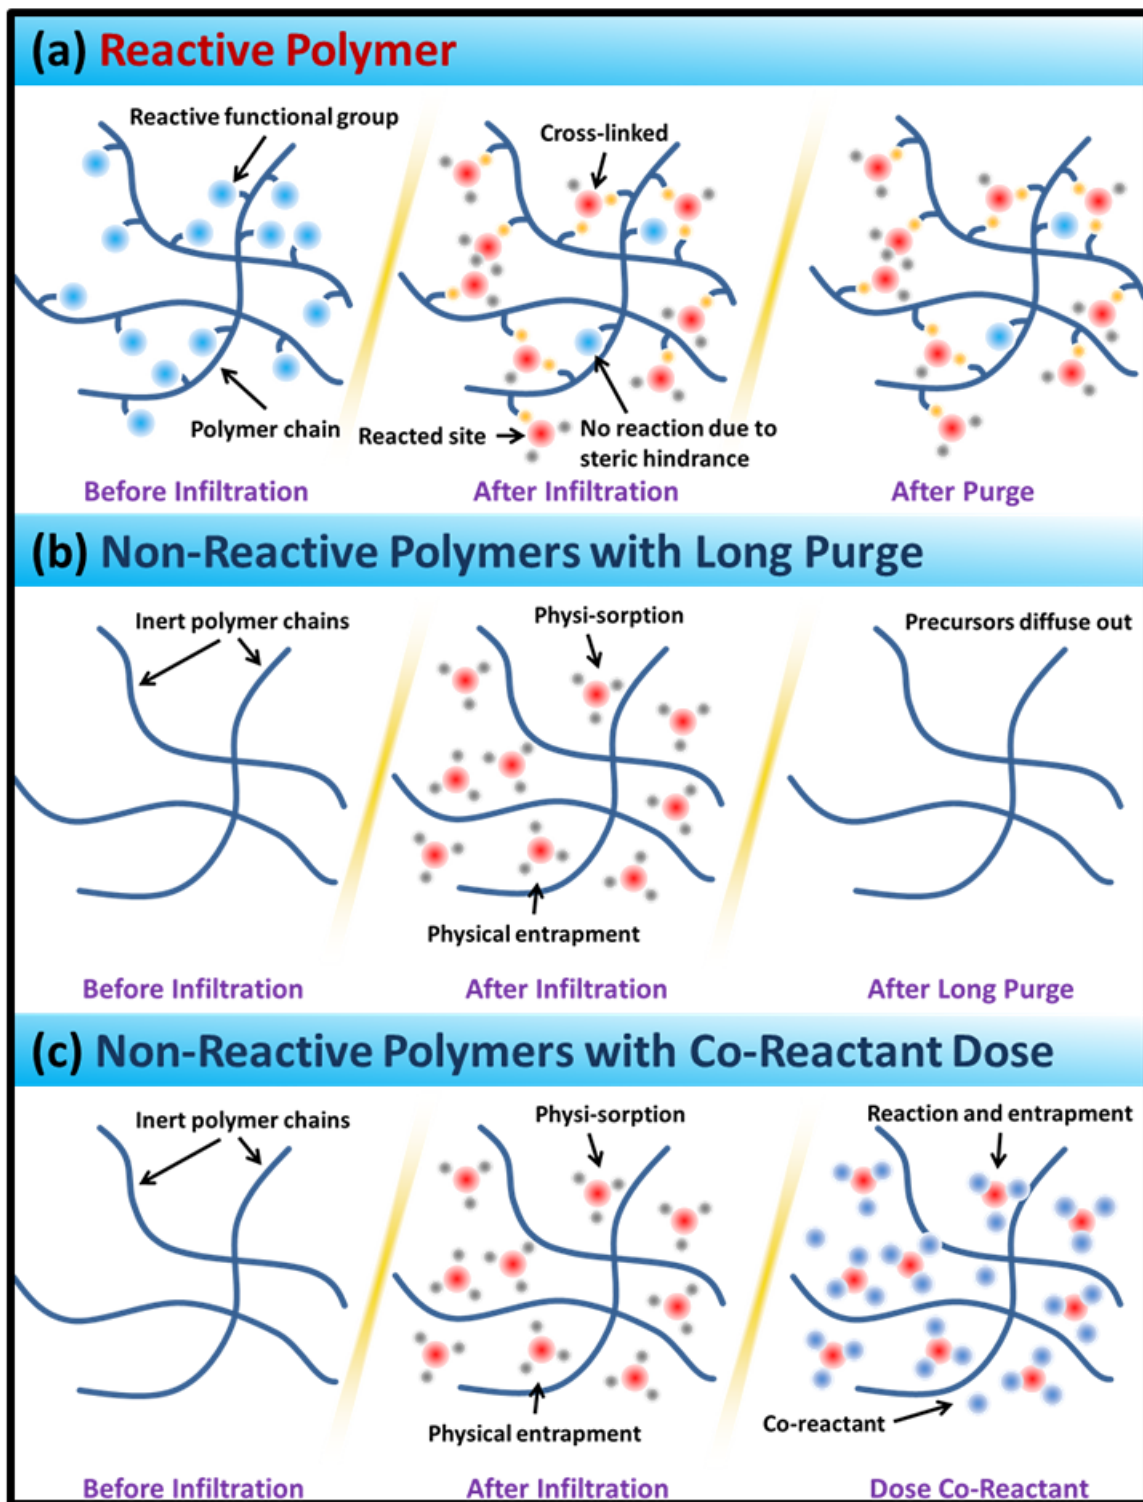 (a) Reactive Polymer
Reactive functional group
Cross-linked
Polymer chain
Reacted site
No reaction due to
steric hindrance
Before Infiltration
After Infiltration
After Purge
(b) Non-Reactive Polymers with Long Purge
Inert polymer chains
Physi-sorption
Precursors diffuse out
Physical entrapment
Before Infiltration
After Infiltration
After Long Purge
(c) Non-Reactive Polymers with Co-Reactant Dose
Inert polymer chains
Physi-sorption
Reaction and entrapment
Physical entrapment
Co-reactant
Before Infiltration
After Infiltration
Dose Co-Reactant